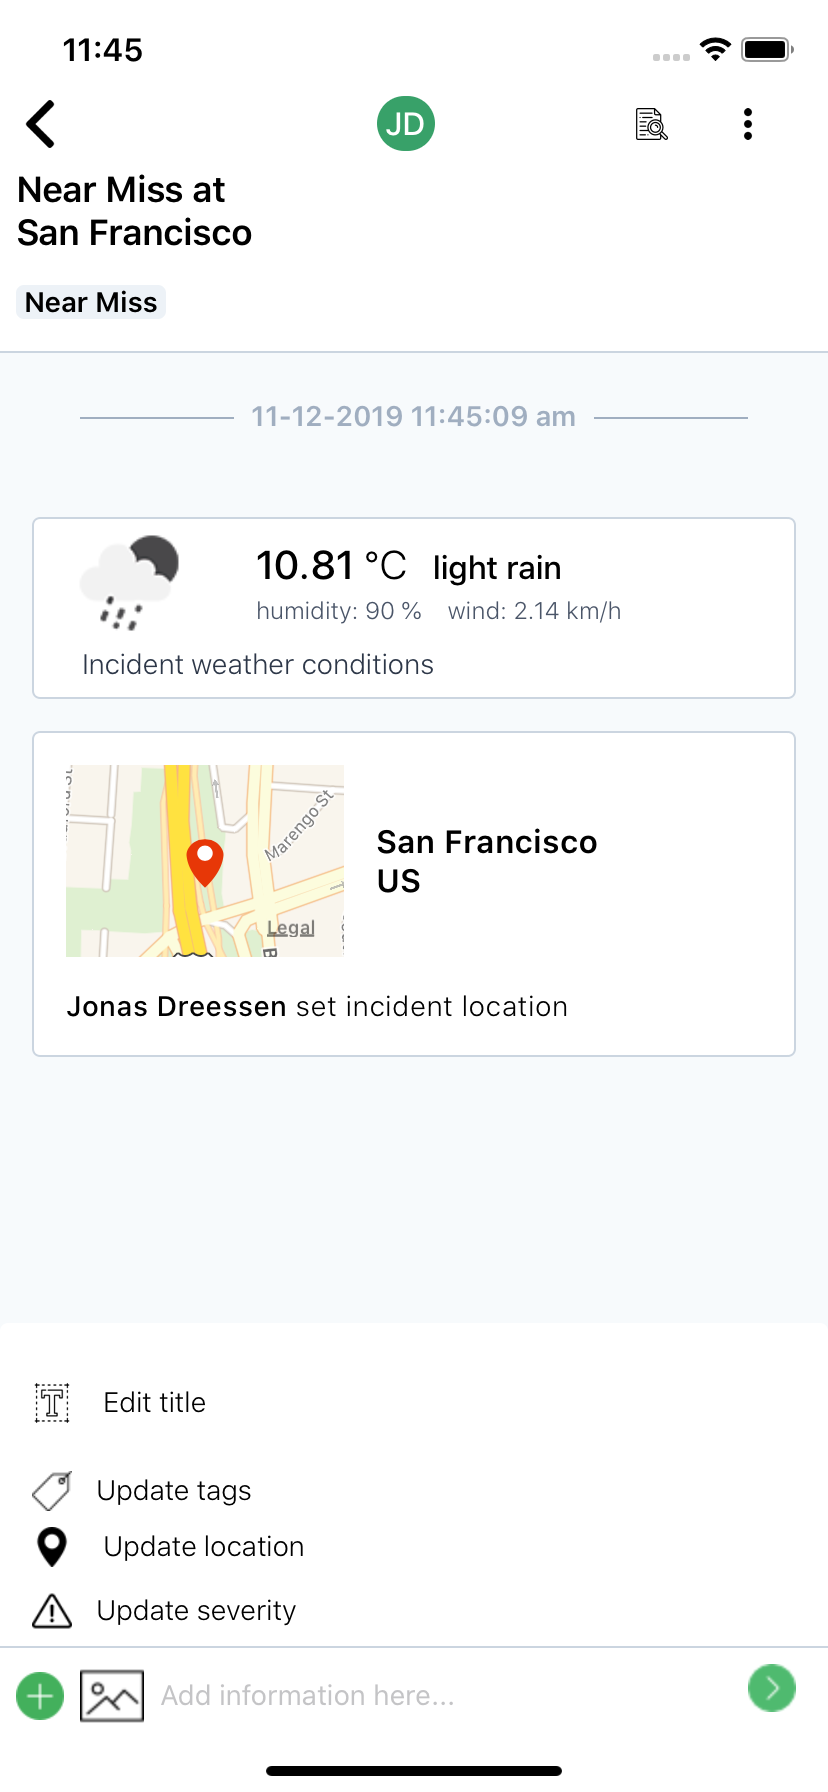 11:45
JD
Near Miss at
San Francisco
Near Miss
11-12-2019 11:45:09 am
10.81 °C light rain
humidity: 90 % wind: 2.14 km/h
Incident weather conditions
Marengo St
Legal
San Francisco
US
Jonas Dreessen set incident location
Edit title
Update tags
Update location
Update severity
Add information here...